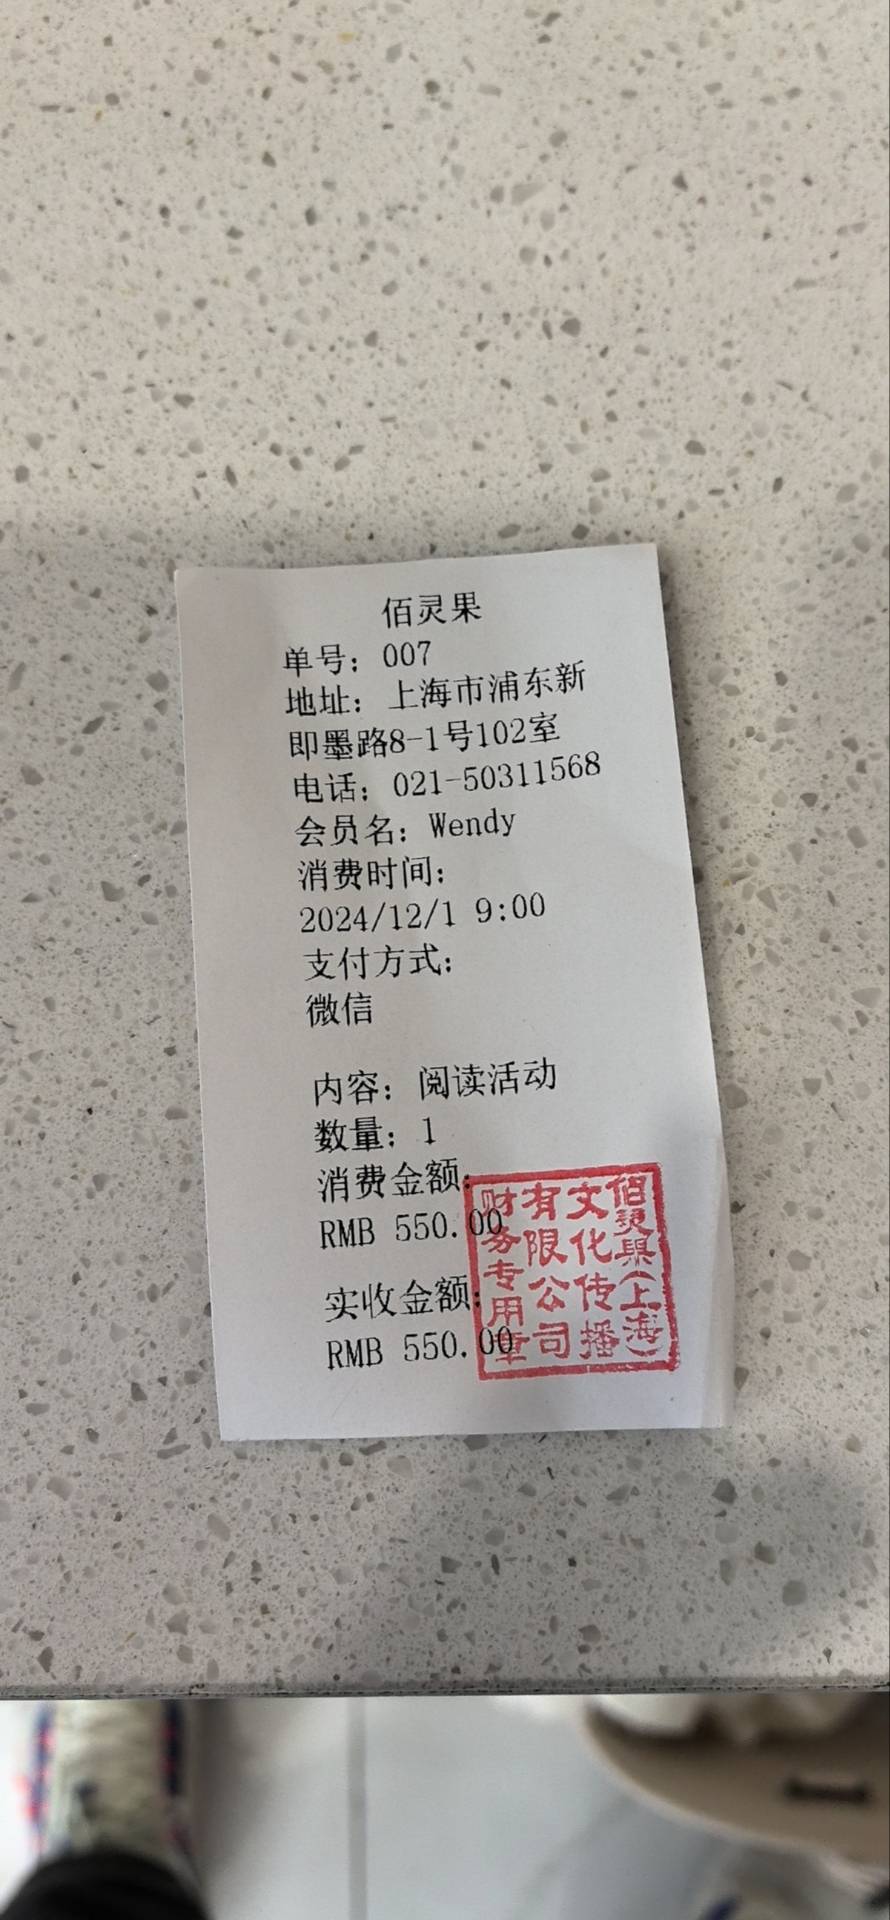 佰灵果
单号：007
地址：上海市浦东新
即墨路8-1号102室
电话：021-50311568
会员名：Wendy
消费时间：
2024/12/1 9:00
支付方式：
微信
内容：阅读活动
数量：1
消费金额：
RMB 550.00
实收金额：
RMB 550.00
佰灵果(上海)
文化传播
有限公司
财务专用章